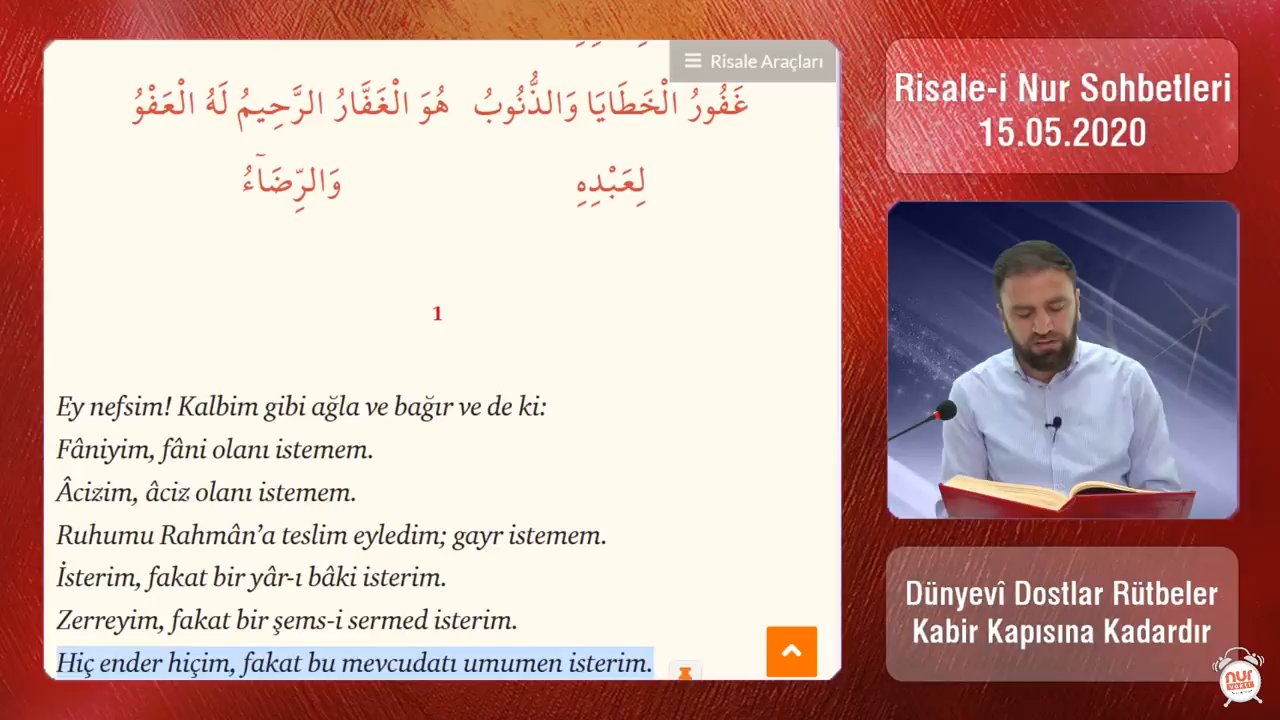 Risale Araçları
غَفُورُ الْخَطَايَا وَالذُّنُوبُ هُوَ الْغَفَّارُ الرَّحِيمُ لَهُ الْعَفْوُ
لِعَبْدِهِ وَالرِّضَآءُ
1
Ey nefsim! Kalbim gibi ağla ve bağır ve de ki:
Fâniyim, fâni olanı istemem.
Âcizim, âciz olanı istemem.
Ruhumu Rahmân’a teslim eyledim; gayr istemem.
İsterim, fakat bir yâr-ı bâki isterim.
Zerreyim, fakat bir şems-i sermed isterim.
Hiç ender hiçim, fakat bu mevcudatı umumen isterim.
Risale-i Nur Sohbetleri
15.05.2020
Dünyevî Dostlar Rütbeler
Kabir Kapısına Kadardır
nur